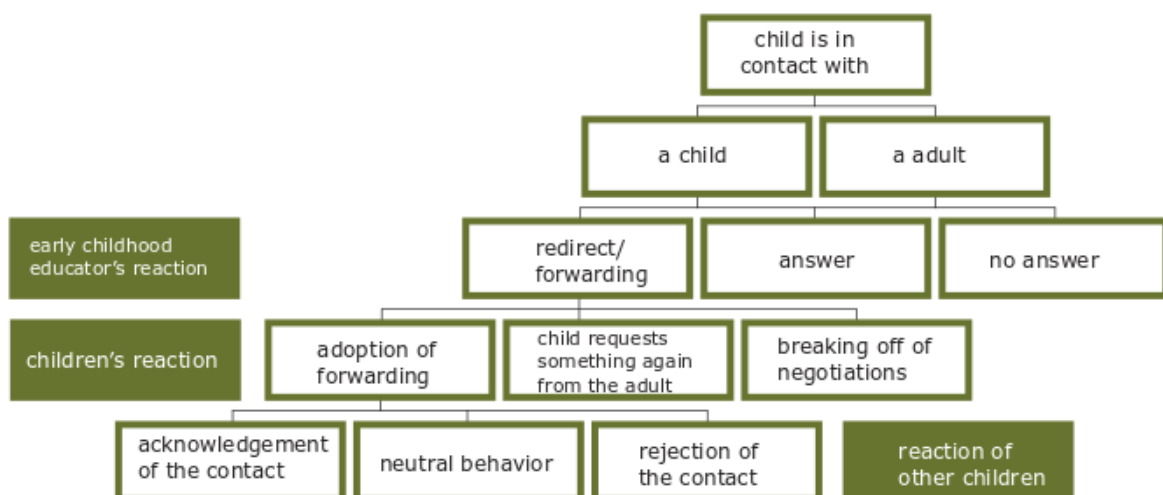 child is in
contact with
a child
a adult
early childhood
educator's reaction
redirect/
forwarding
answer
no answer
children's reaction
adoption of
forwarding
child requests
something again
from the adult
breaking off of
negotiations
acknowledgement
of the contact
neutral behavior
rejection of
the contact
reaction of
other children